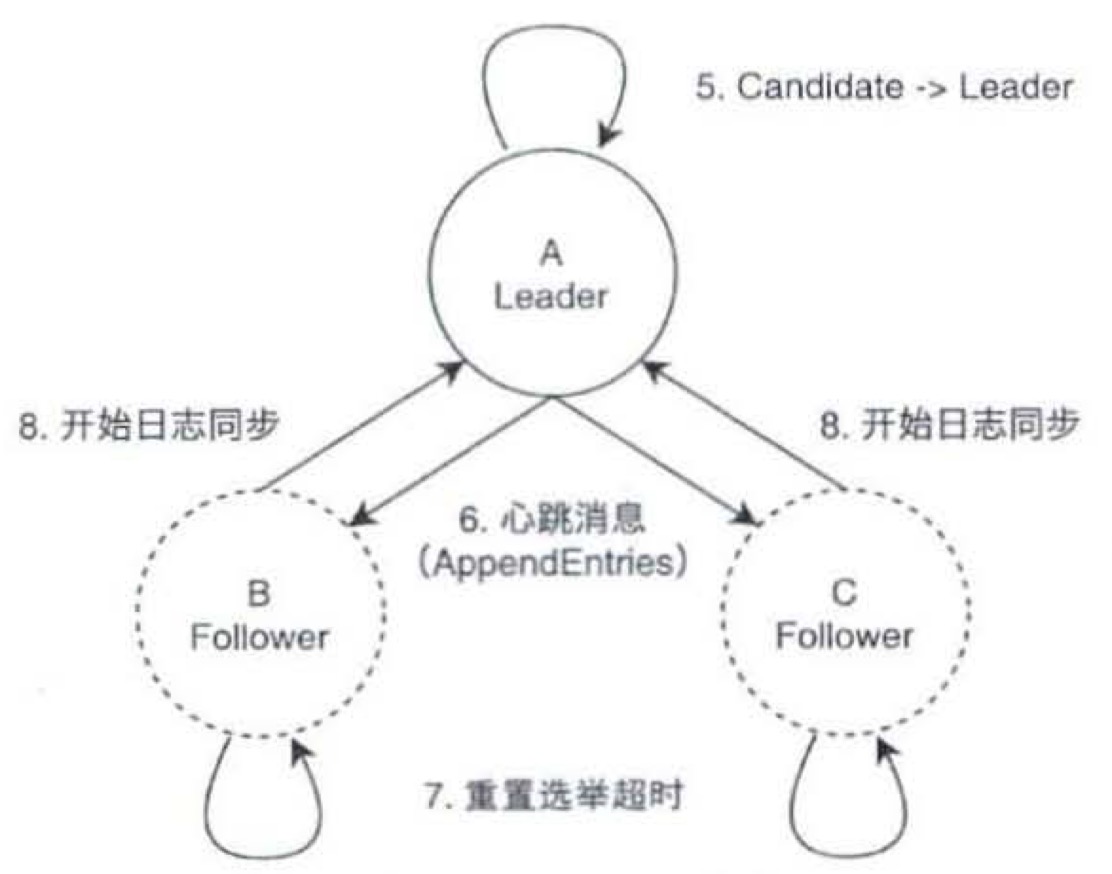 5. Candidate -> Leader
A
Leader
8. 开始日志同步
8. 开始日志同步
6. 心跳消息
（AppendEntries）
B
Follower
C
Follower
7. 重置选举超时